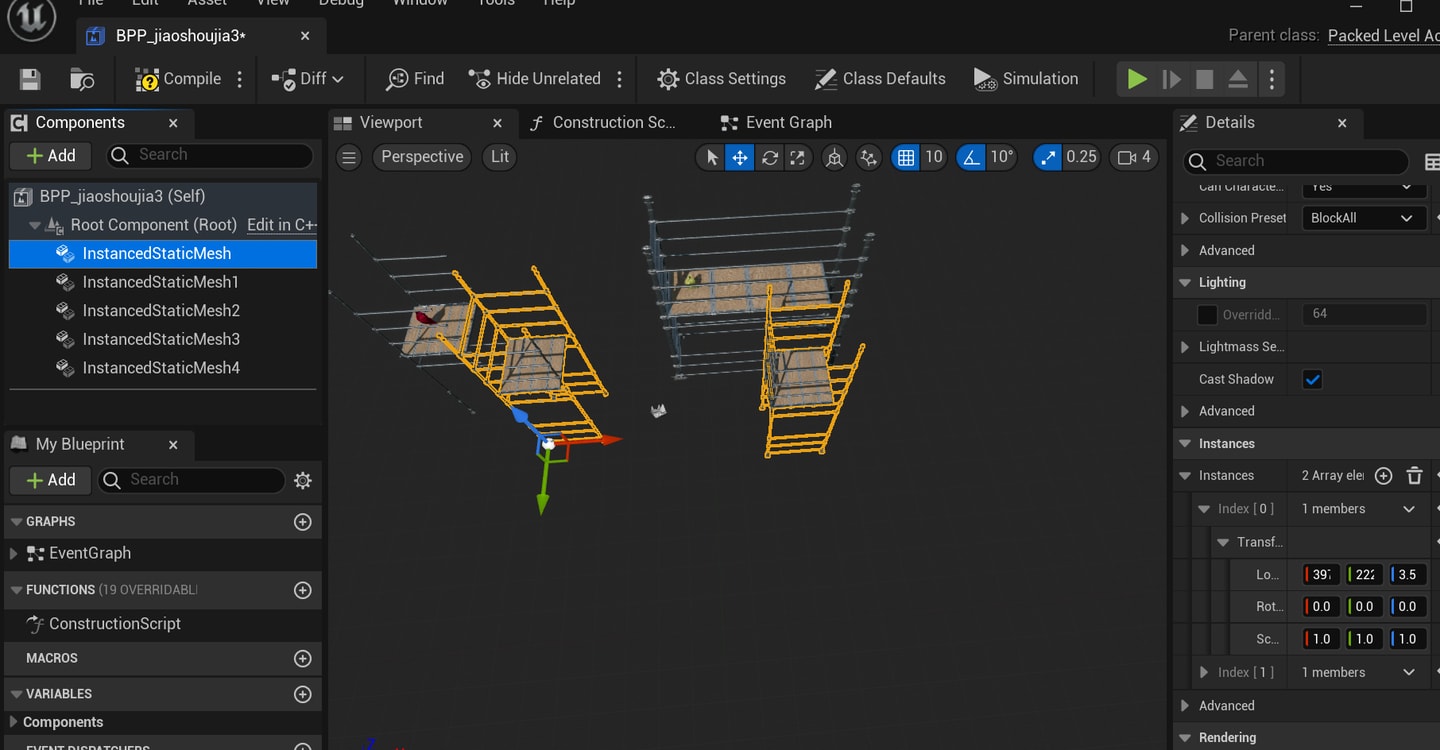 File Edit Asset View Debug Window Tools Help
BPP_jiaoshoujia3*
Parent class: Packed Level Ac
Compile
Diff
Find
Hide Unrelated
Class Settings
Class Defaults
Simulation
Components
Add
Search
BPP_jiaoshoujia3 (Self)
Root Component (Root) Edit in C++
InstancedStaticMesh
InstancedStaticMesh1
InstancedStaticMesh2
InstancedStaticMesh3
InstancedStaticMesh4
My Blueprint
Add
Search
GRAPHS
EventGraph
FUNCTIONS (19 OVERRIDABL
ConstructionScript
MACROS
VARIABLES
Components
EVENT DISPATCHERS
Viewport
Construction Sc...
Event Graph
Perspective
Lit
10
10°
0.25
4
Z
Details
Search
Can Characte... Yes
Collision Preset BlockAll
Advanced
Lighting
Overridd... 64
Lightmass Se...
Cast Shadow
Advanced
Instances
Instances 2 Array ele
Index [ 0 ] 1 members
Transf...
Lo... 397 222 3.5
Rot... 0.0 0.0 0.0
Sc... 1.0 1.0 1.0
Index [ 1 ] 1 members
Advanced
Rendering